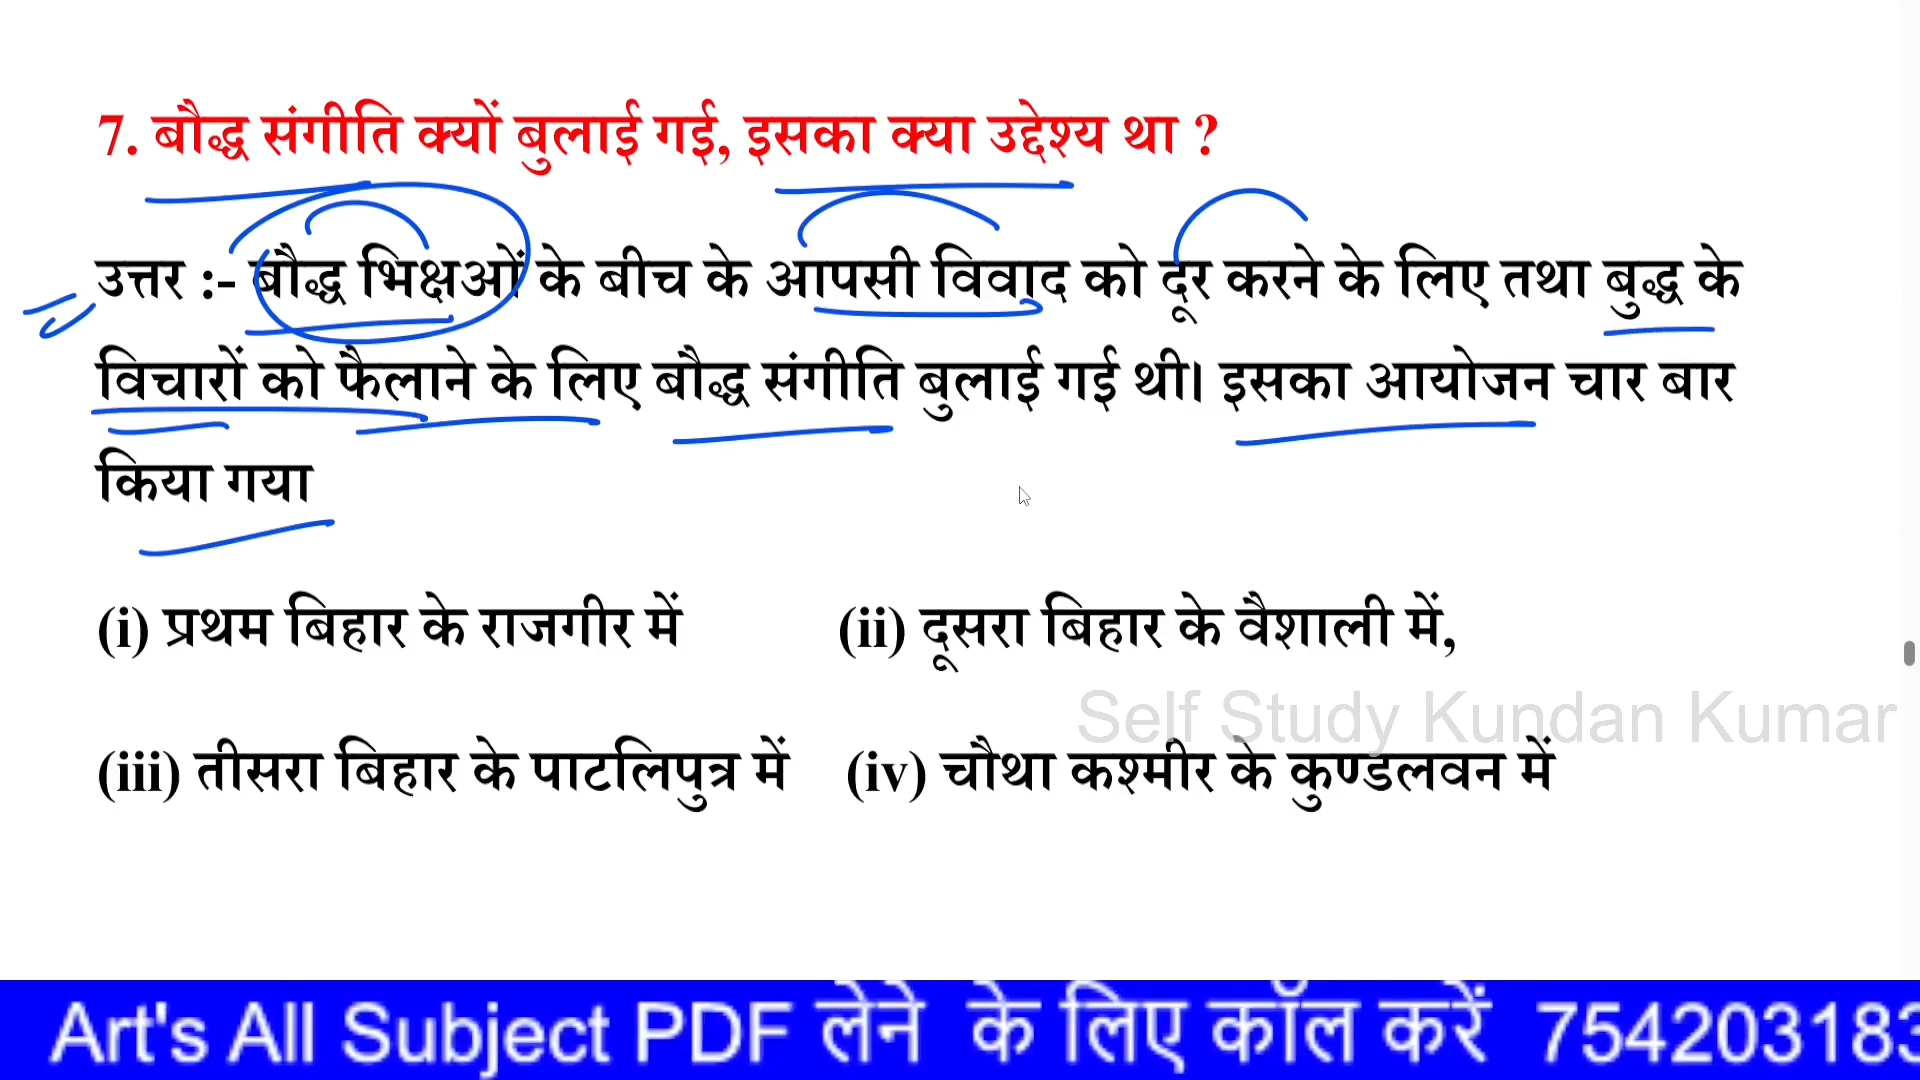 7. बौद्ध संगीति क्यों बुलाई गई, इसका क्या उद्देश्य था ?
उत्तर :- बौद्ध भिक्षओं के बीच के आपसी विवाद को दूर करने के लिए तथा बुद्ध के
विचारों को फैलाने के लिए बौद्ध संगीति बुलाई गई थी। इसका आयोजन चार बार
किया गया
(i) प्रथम बिहार के राजगीर में (ii) दूसरा बिहार के वैशाली में,
Self Study Kundan Kumar
(iii) तीसरा बिहार के पाटलिपुत्र में (iv) चौथा कश्मीर के कुण्डलवन में
Art's All Subject PDF लेने के लिए कॉल करें 754203183